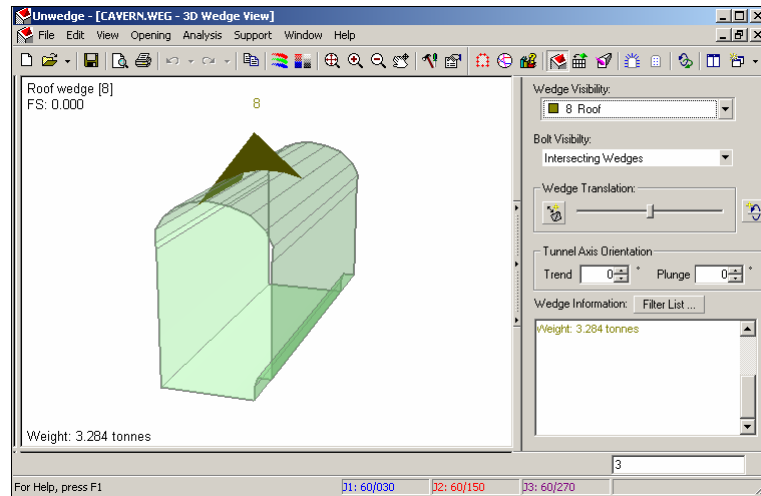 Unwedge - [CAVERN.WEG - 3D Wedge View]
File Edit View Opening Analysis Support Window Help
Roof wedge [8]
FS: 0.000
8
Wedge Visibility:
8 Roof
Bolt Visibilty:
Intersecting Wedges
Wedge Translation:
Tunnel Axis Orientation
Trend 0 ° Plunge 0 °
Wedge Information: Filter List ...
Weight: 3.284 tonnes
Weight: 3.284 tonnes
3
For Help, press F1 J1: 60/030 J2: 60/150 J3: 60/270